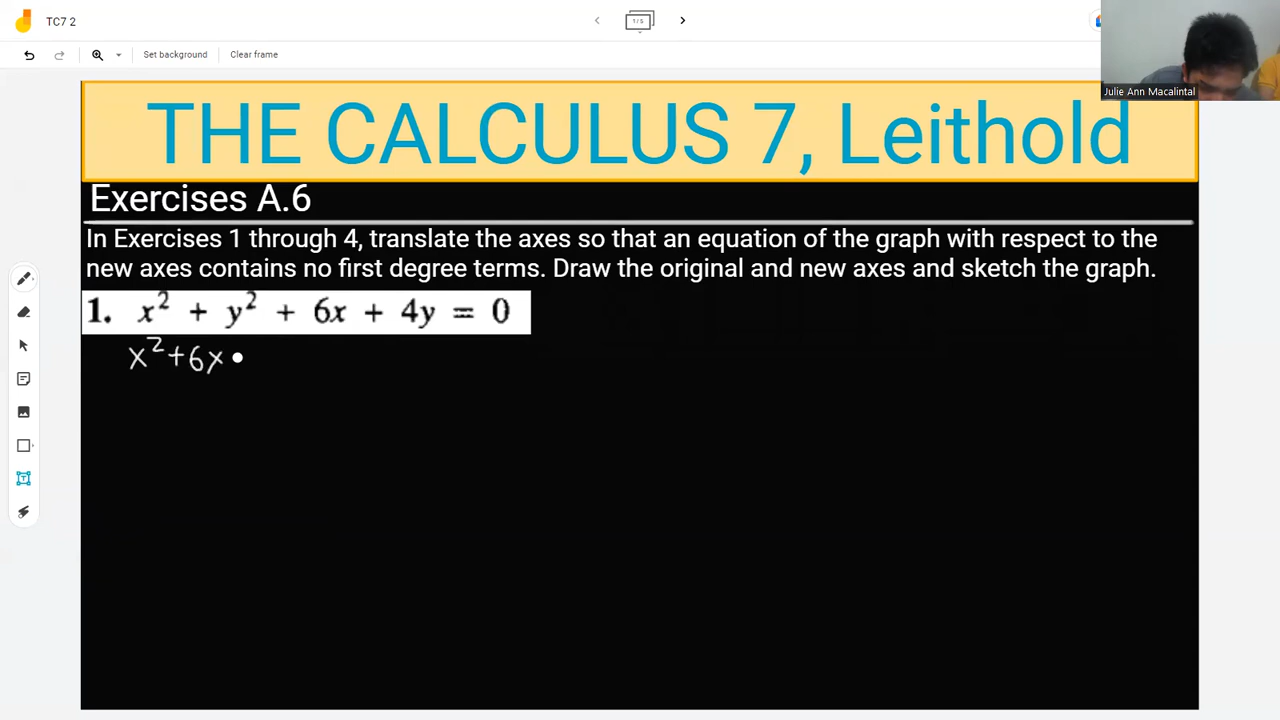 TC7 2
1/5
Set background
Clear frame
Julie Ann Macalintal
THE CALCULUS 7, Leithold
Exercises A.6
In Exercises 1 through 4, translate the axes so that an equation of the graph with respect to the
new axes contains no first degree terms. Draw the original and new axes and sketch the graph.
1. x² + y² + 6x + 4y = 0
x²+6x